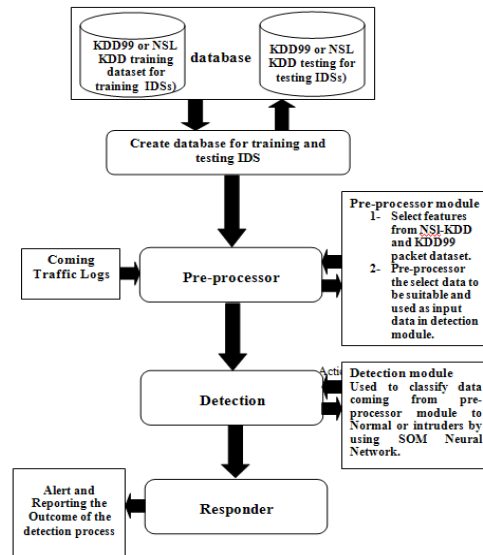 KDD99 or NSL
KDD training
dataset for
training IDSs)
database
KDD99 or NSL
KDD testing for
testing IDSs)
Create database for training and
testing IDS
Pre-processor module
1- Select features
from NSl-KDD
and KDD99
packet dataset.
2- Pre-processor
the select data to
be suitable and
used as input
data in detection
module.
Coming
Traffic Logs
Pre-processor
Detection module
Used to classify data
coming from pre-
processor module to
Normal or intruders by
using SOM Neural
Network.
Detection
Alert and
Reporting the
Outcome of the
detection process
Responder